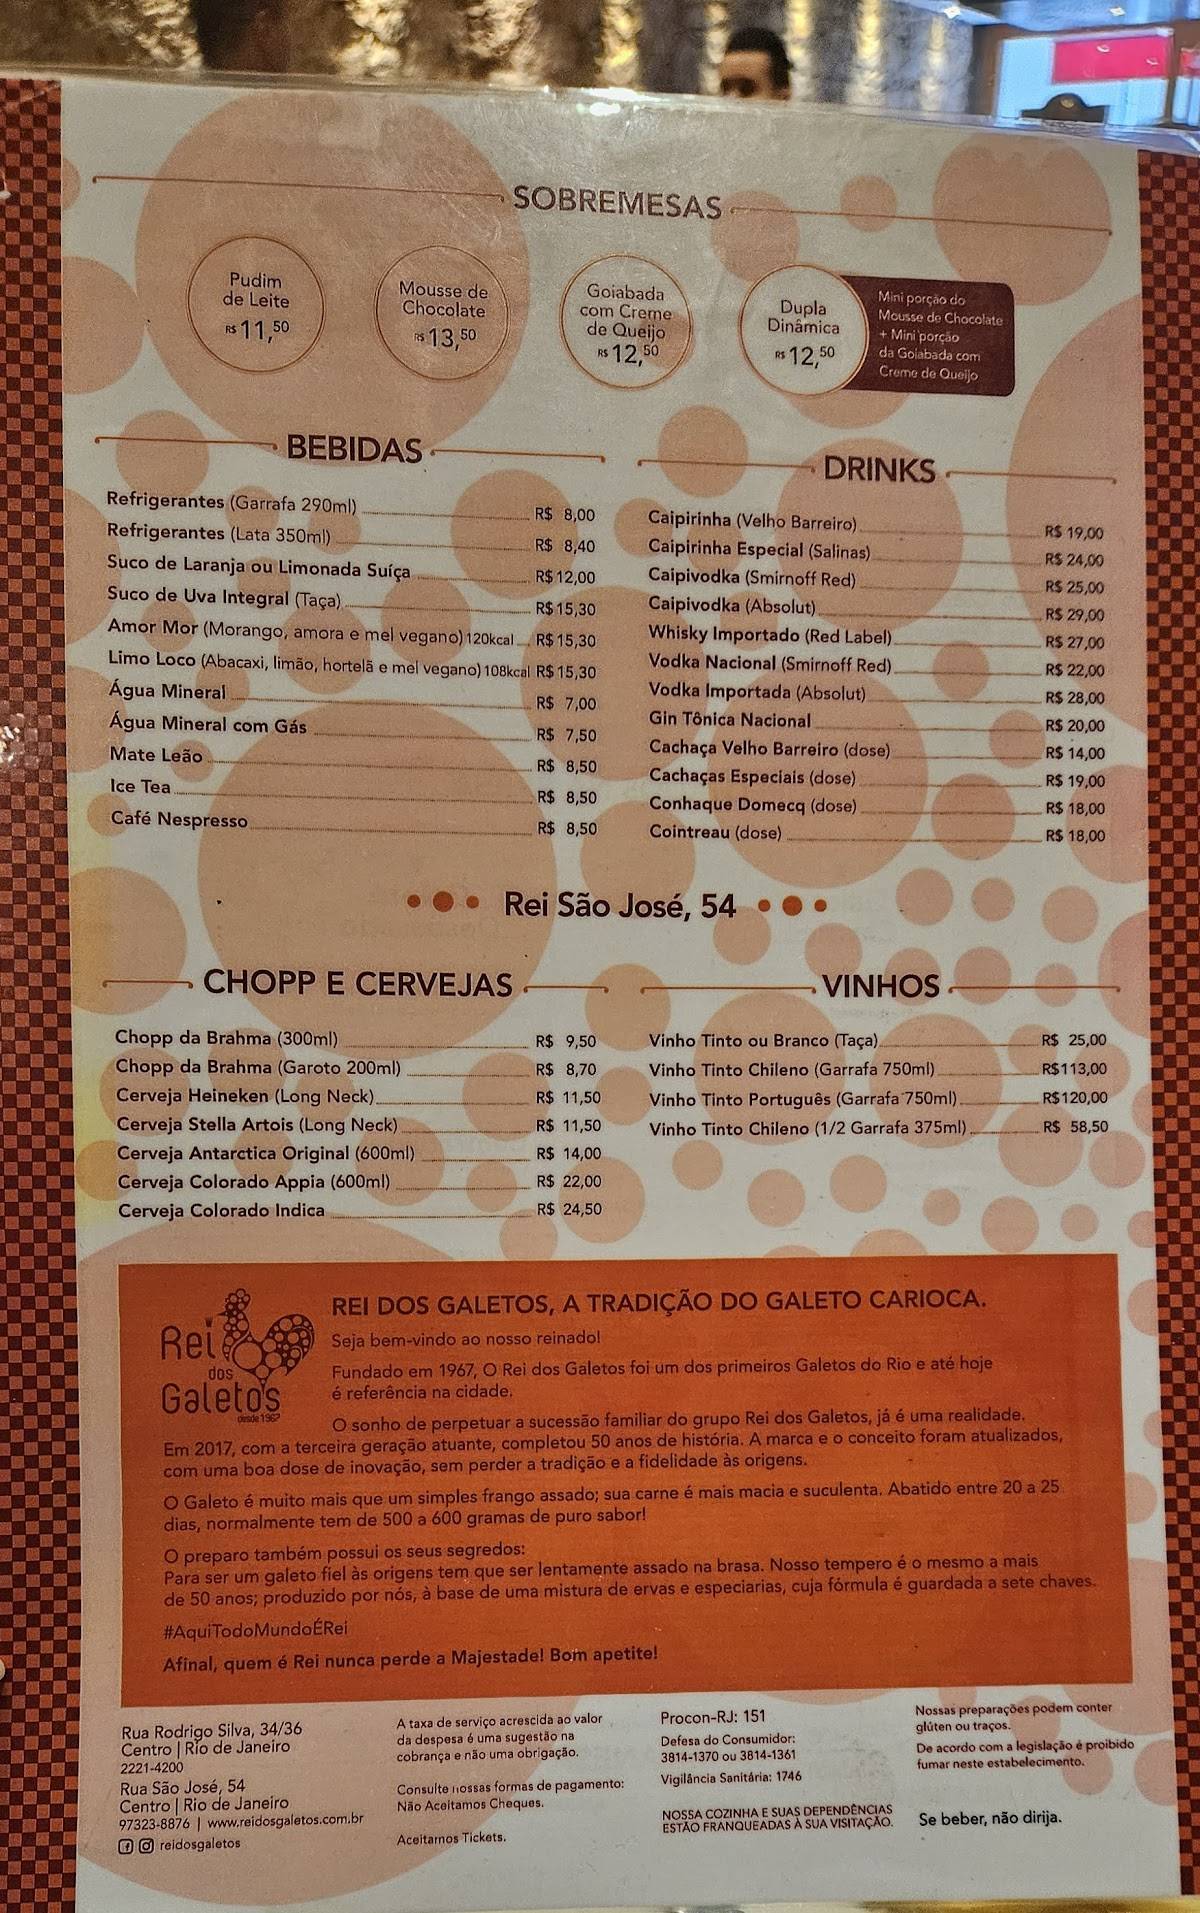 SOBREMESAS
Pudim
de Leite
R$ 11,50
Mousse de
Chocolate
R$ 13,50
Goiabada
com Creme
de Queijo
R$ 12,50
Dupla
Dinâmica
R$ 12,50
Mini porção do
Mousse de Chocolate
+ Mini porção
da Goiabada com
Creme de Queijo
BEBIDAS
Refrigerantes (Garrafa 290ml) R$ 8,00
Refrigerantes (Lata 350ml) R$ 8,40
Suco de Laranja ou Limonada Suíça R$ 12,00
Suco de Uva Integral (Taça) R$ 15,30
Amor Mor (Morango, amora e mel vegano) 120kcal R$ 15,30
Limo Loco (Abacaxi, limão, hortelã e mel vegano) 108kcal R$ 15,30
Água Mineral R$ 7,00
Água Mineral com Gás R$ 7,50
Mate Leão R$ 8,50
Ice Tea R$ 8,50
Café Nespresso R$ 8,50
DRINKS
Caipirinha (Velho Barreiro) R$ 19,00
Caipirinha Especial (Salinas) R$ 24,00
Caipivodka (Smirnoff Red) R$ 25,00
Caipivodka (Absolut) R$ 29,00
Whisky Importado (Red Label) R$ 27,00
Vodka Nacional (Smirnoff Red) R$ 22,00
Vodka Importada (Absolut) R$ 28,00
Gin Tônica Nacional R$ 20,00
Cachaça Velho Barreiro (dose) R$ 14,00
Cachaças Especiais (dose) R$ 19,00
Conhaque Domecq (dose) R$ 18,00
Cointreau (dose) R$ 18,00
Rei São José, 54
CHOPP E CERVEJAS
Chopp da Brahma (300ml) R$ 9,50
Chopp da Brahma (Garoto 200ml) R$ 8,70
Cerveja Heineken (Long Neck) R$ 11,50
Cerveja Stella Artois (Long Neck) R$ 11,50
Cerveja Antarctica Original (600ml) R$ 14,00
Cerveja Colorado Appia (600ml) R$ 22,00
Cerveja Colorado Indica R$ 24,50
VINHOS
Vinho Tinto ou Branco (Taça) R$ 25,00
Vinho Tinto Chileno (Garrafa 750ml) R$113,00
Vinho Tinto Português (Garrafa 750ml) R$120,00
Vinho Tinto Chileno (1/2 Garrafa 375ml) R$ 58,50
Rei
dos
Galetos
desde 1967
REI DOS GALETOS, A TRADIÇÃO DO GALETO CARIOCA.
Seja bem-vindo ao nosso reinado!
Fundado em 1967, O Rei dos Galetos foi um dos primeiros Galetos do Rio e até hoje
é referência na cidade.
O sonho de perpetuar a sucessão familiar do grupo Rei dos Galetos, já é uma realidade.
Em 2017, com a terceira geração atuante, completou 50 anos de história. A marca e o conceito foram atualizados,
com uma boa dose de inovação, sem perder a tradição e a fidelidade às origens.
O Galeto é muito mais que um simples frango assado; sua carne é mais macia e suculenta. Abatido entre 20 a 25
dias, normalmente tem de 500 a 600 gramas de puro sabor!
O preparo também possui os seus segredos:
Para ser um galeto fiel às origens tem que ser lentamente assado na brasa. Nosso tempero é o mesmo a mais
de 50 anos; produzido por nós, à base de uma mistura de ervas e especiarias, cuja fórmula é guardada a sete chaves.
#AquiTodoMundoÉRei
Afinal, quem é Rei nunca perde a Majestade! Bom apetite!
Rua Rodrigo Silva, 34/36
Centro | Rio de Janeiro
2221-4200
Rua São José, 54
Centro | Rio de Janeiro
97323-8876 | www.reidosgaletos.com.br
reidosgaletos
A taxa de serviço acrescida ao valor
da despesa é uma sugestão na
cobrança e não uma obrigação.
Consulte nossas formas de pagamento:
Não Aceitamos Cheques.
Aceitamos Tickets.
Procon-RJ: 151
Defesa do Consumidor:
3814-1370 ou 3814-1361
Vigilância Sanitária: 1746
NOSSA COZINHA E SUAS DEPENDÊNCIAS
ESTÃO FRANQUEADAS À SUA VISITAÇÃO.
Nossas preparações podem conter
glúten ou traços.
De acordo com a legislação é proibido
fumar neste estabelecimento.
Se beber, não dirija.